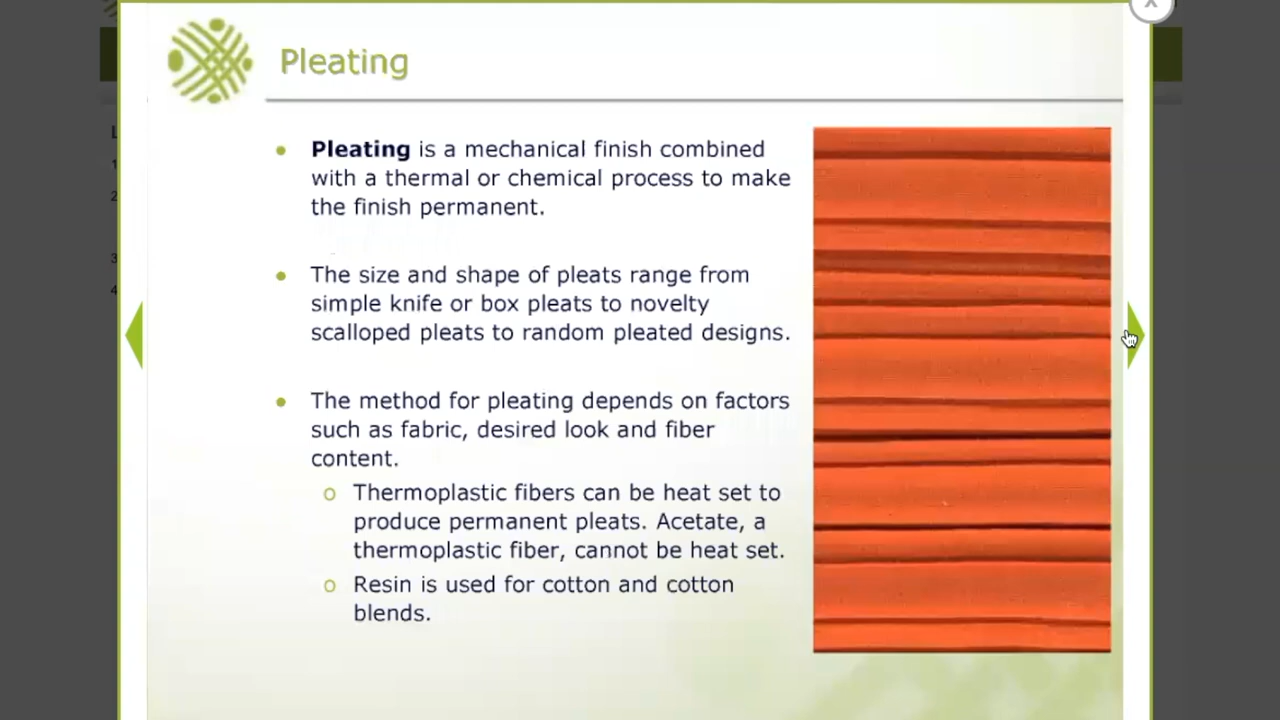 Pleating
Pleating is a mechanical finish combined
with a thermal or chemical process to make
the finish permanent.
The size and shape of pleats range from
simple knife or box pleats to novelty
scalloped pleats to random pleated designs.
The method for pleating depends on factors
such as fabric, desired look and fiber
content.
o Thermoplastic fibers can be heat set to
produce permanent pleats. Acetate, a
thermoplastic fiber, cannot be heat set.
o Resin is used for cotton and cotton
blends.